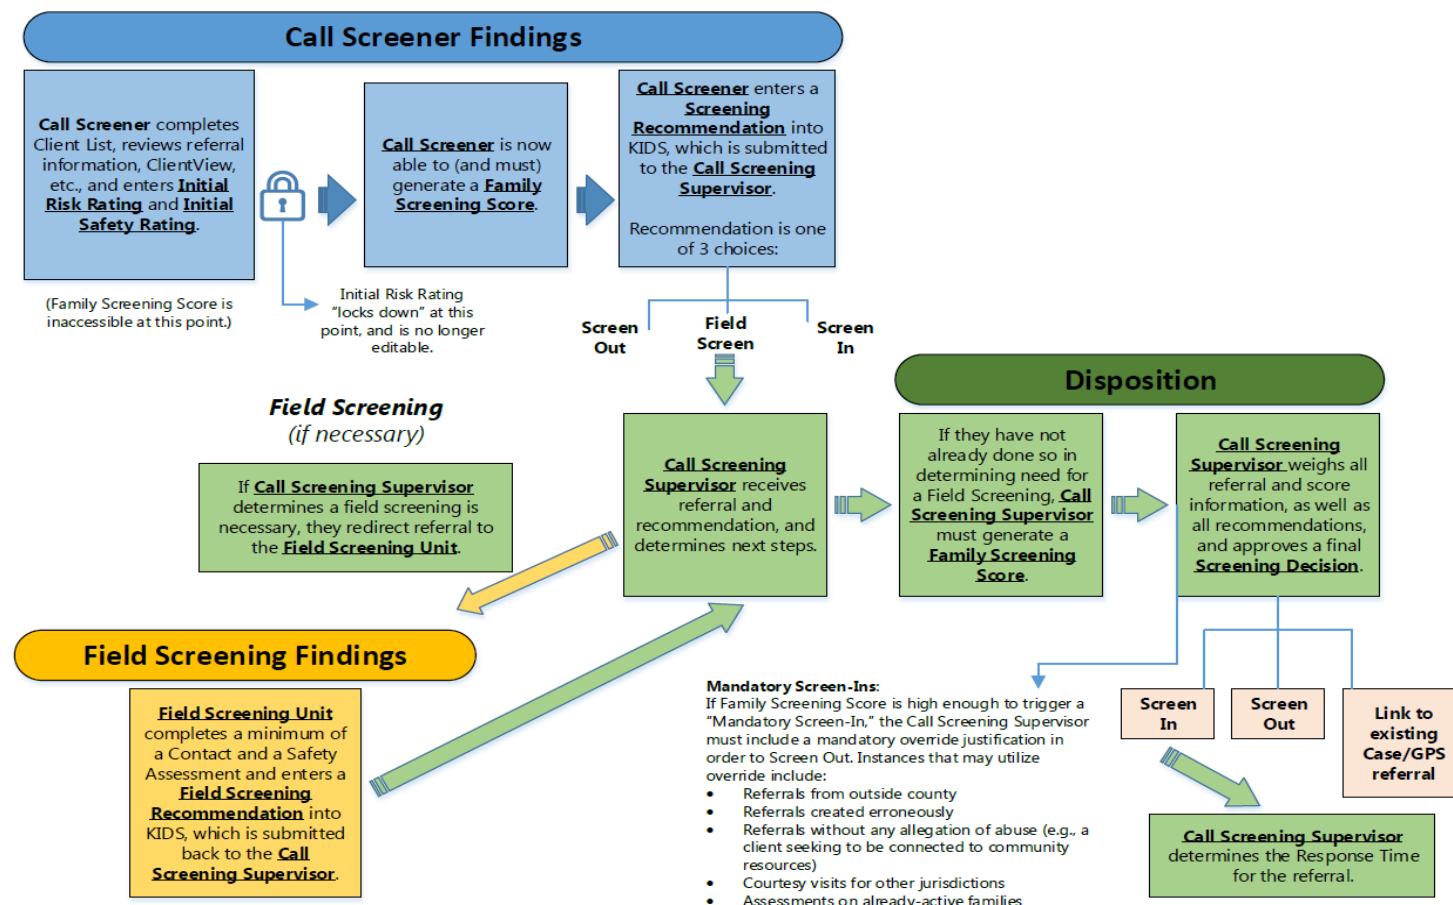 Call Screener Findings
Call Screener completes
Client List, reviews referral
information, ClientView,
etc., and enters Initial
Risk Rating and Initial
Safety Rating.
(Family Screening Score is
inaccessible at this point.)
Initial Risk Rating
"locks down" at this
point, and is no longer
editable.
Call Screener is now
able to (and must)
generate a Family
Screening Score.
Call Screener enters a
Screening
Recommendation into
KIDS, which is submitted
to the Call Screening
Supervisor.
Recommendation is one
of 3 choices:
Screen
Out
Field
Screen
Screen
In
Field Screening
(if necessary)
If Call Screening Supervisor
determines a field screening is
necessary, they redirect referral to
the Field Screening Unit.
Call Screening
Supervisor receives
referral and
recommendation, and
determines next steps.
Disposition
If they have not
already done so in
determining need for
a Field Screening, Call
Screening Supervisor
must generate a
Family Screening
Score.
Call Screening
Supervisor weighs all
referral and score
information, as well as
all recommendations,
and approves a final
Screening Decision.
Field Screening Findings
Field Screening Unit
completes a minimum of
a Contact and a Safety
Assessment and enters a
Field Screening
Recommendation into
KIDS, which is submitted
back to the Call
Screening Supervisor.
Mandatory Screen-Ins:
If Family Screening Score is high enough to trigger a
"Mandatory Screen-In," the Call Screening Supervisor
must include a mandatory override justification in
order to Screen Out. Instances that may utilize
override include:
• Referrals from outside county
• Referrals created erroneously
• Referrals without any allegation of abuse (e.g., a
client seeking to be connected to community
resources)
• Courtesy visits for other jurisdictions
• Assessments on already-active families
Screen
In
Screen
Out
Link to
existing
Case/GPS
referral
Call Screening Supervisor
determines the Response Time
for the referral.